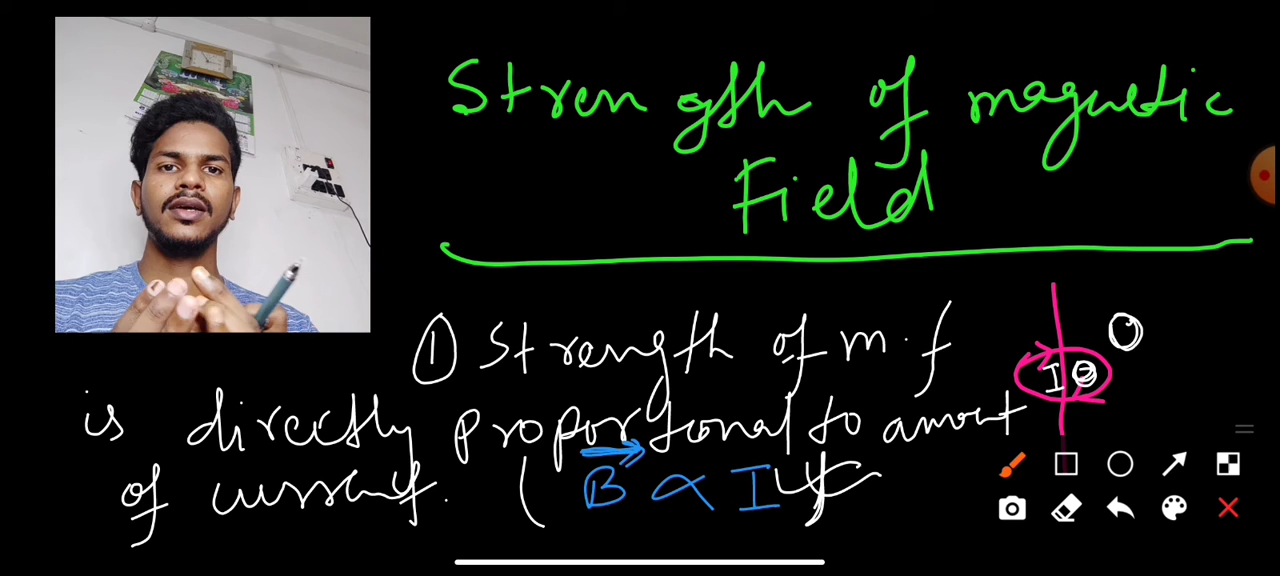 Strength of magnetic
Field
① Strength of m.f
is directly proportional to amount
of current. ( B ∝ I )
I